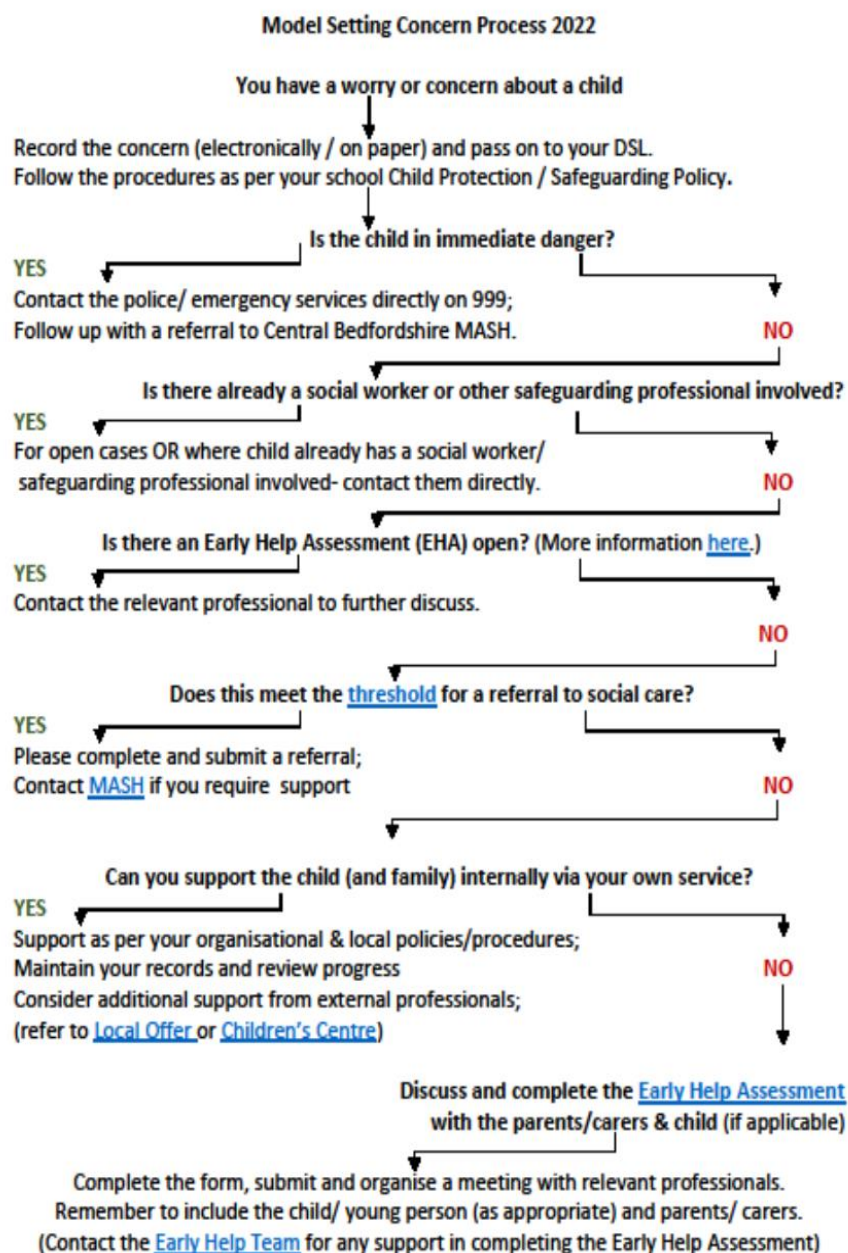 Model Setting Concern Process 2022
You have a worry or concern about a child
Record the concern (electronically / on paper) and pass on to your DSL.
Follow the procedures as per your school Child Protection / Safeguarding Policy.
Is the child in immediate danger?
YES
Contact the police/ emergency services directly on 999;
Follow up with a referral to Central Bedfordshire MASH.
NO
Is there already a social worker or other safeguarding professional involved?
YES
For open cases OR where child already has a social worker/
safeguarding professional involved- contact them directly.
NO
Is there an Early Help Assessment (EHA) open? (More information here.)
YES
Contact the relevant professional to further discuss.
NO
Does this meet the threshold for a referral to social care?
YES
Please complete and submit a referral;
Contact MASH if you require support
NO
Can you support the child (and family) internally via your own service?
YES
Support as per your organisational & local policies/procedures;
Maintain your records and review progress
NO
Consider additional support from external professionals;
(refer to Local Offer or Children's Centre)
Discuss and complete the Early Help Assessment
with the parents/carers & child (if applicable)
Complete the form, submit and organise a meeting with relevant professionals.
Remember to include the child/ young person (as appropriate) and parents/ carers.
(Contact the Early Help Team for any support in completing the Early Help Assessment)